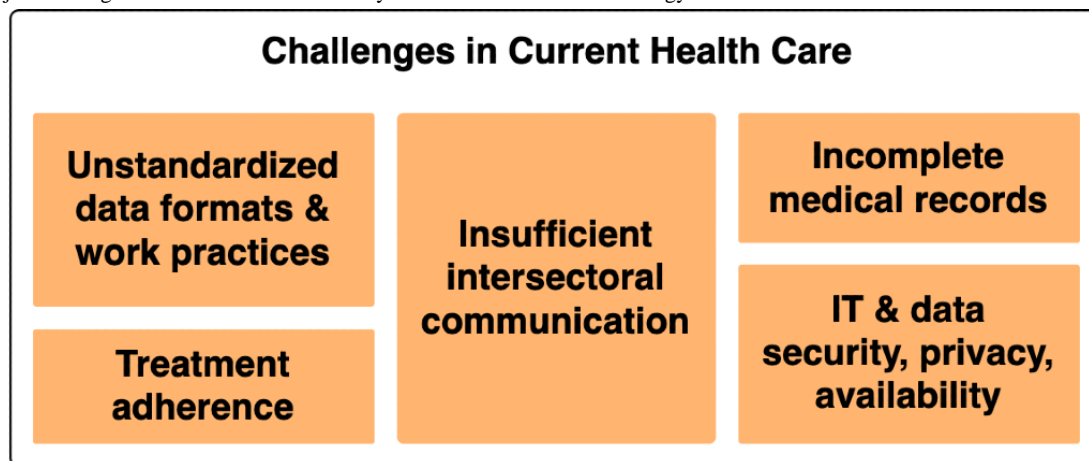 Challenges in Current Health Care
Unstandardized
data formats &
work practices
Treatment
adherence
Insufficient
intersectoral
communication
Incomplete
medical records
IT & data
security, privacy,
availability